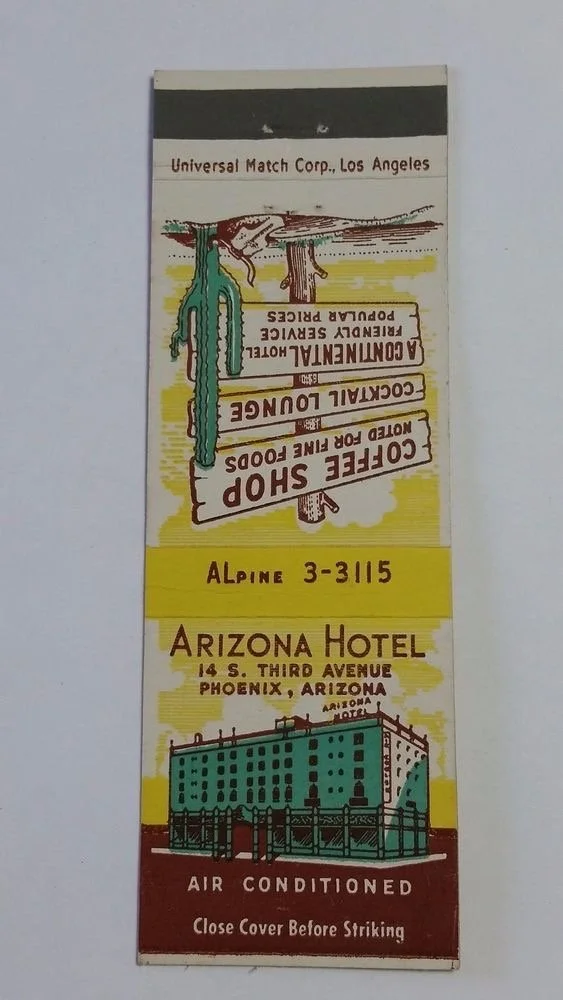 Universal Match Corp., Los Angeles
COFFEE SHOP
NOTED FOR FINE FOODS
COCKTAIL LOUNGE
A CONTINENTAL HOTEL
FRIENDLY SERVICE
POPULAR PRICES
ALPINE 3-3115
ARIZONA HOTEL
14 S. THIRD AVENUE
PHOENIX, ARIZONA
ARIZONA
HOTEL
AIR CONDITIONED
Close Cover Before Striking